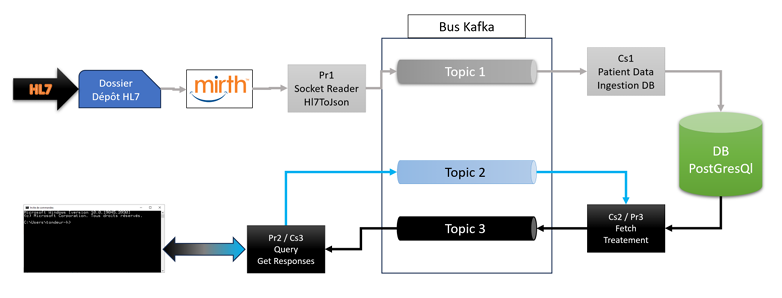 Bus Kafka
HL7
Dossier
Dépôt HL7
mirth
Pr1
Socket Reader
Hl7ToJson
Topic 1
Cs1
Patient Data
Ingestion DB
DB
PostGresQl
Topic 2
Topic 3
Cs2 / Pr3
Fetch
Treatement
Pr2 / Cs3
Query
Get Responses